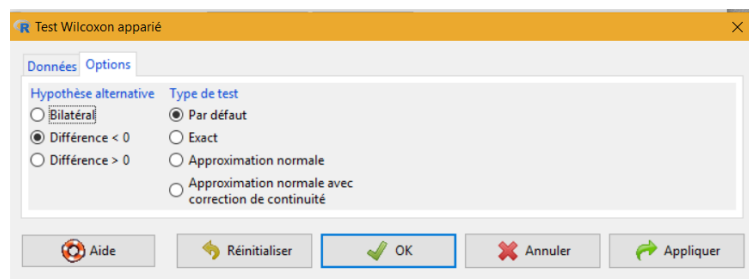 Test Wilcoxon apparié
Données Options
Hypothèse alternative Type de test
Bilatéral Par défaut
Différence < 0 Exact
Différence > 0 Approximation normale
Approximation normale avec
correction de continuité
Aide Réinitialiser OK Annuler Appliquer